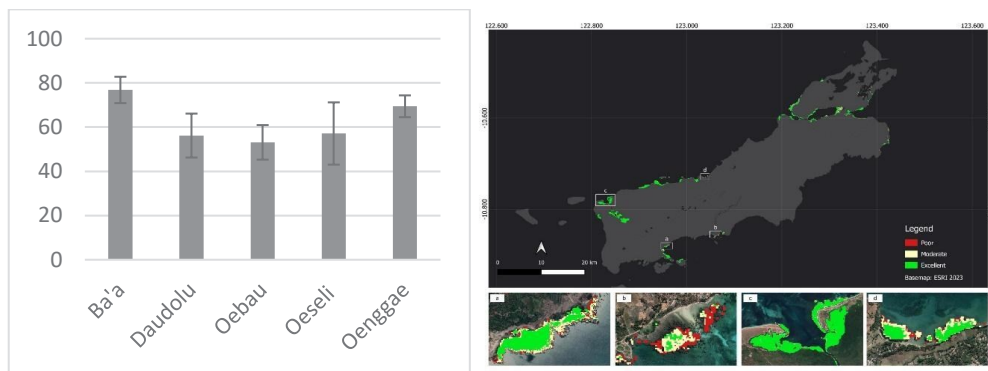 100
80
60
40
20
0
Ba'a
Daudolu
Oebau
Oeseli
Oenggae
122.600 122.800 123.000 123.200 123.400 123.600
-10.600
-10.800
c
d
a
b
0 10 20 km
Legend
Poor
Moderate
Excellent
Basemap: ESRI 2023
a
b
c
d